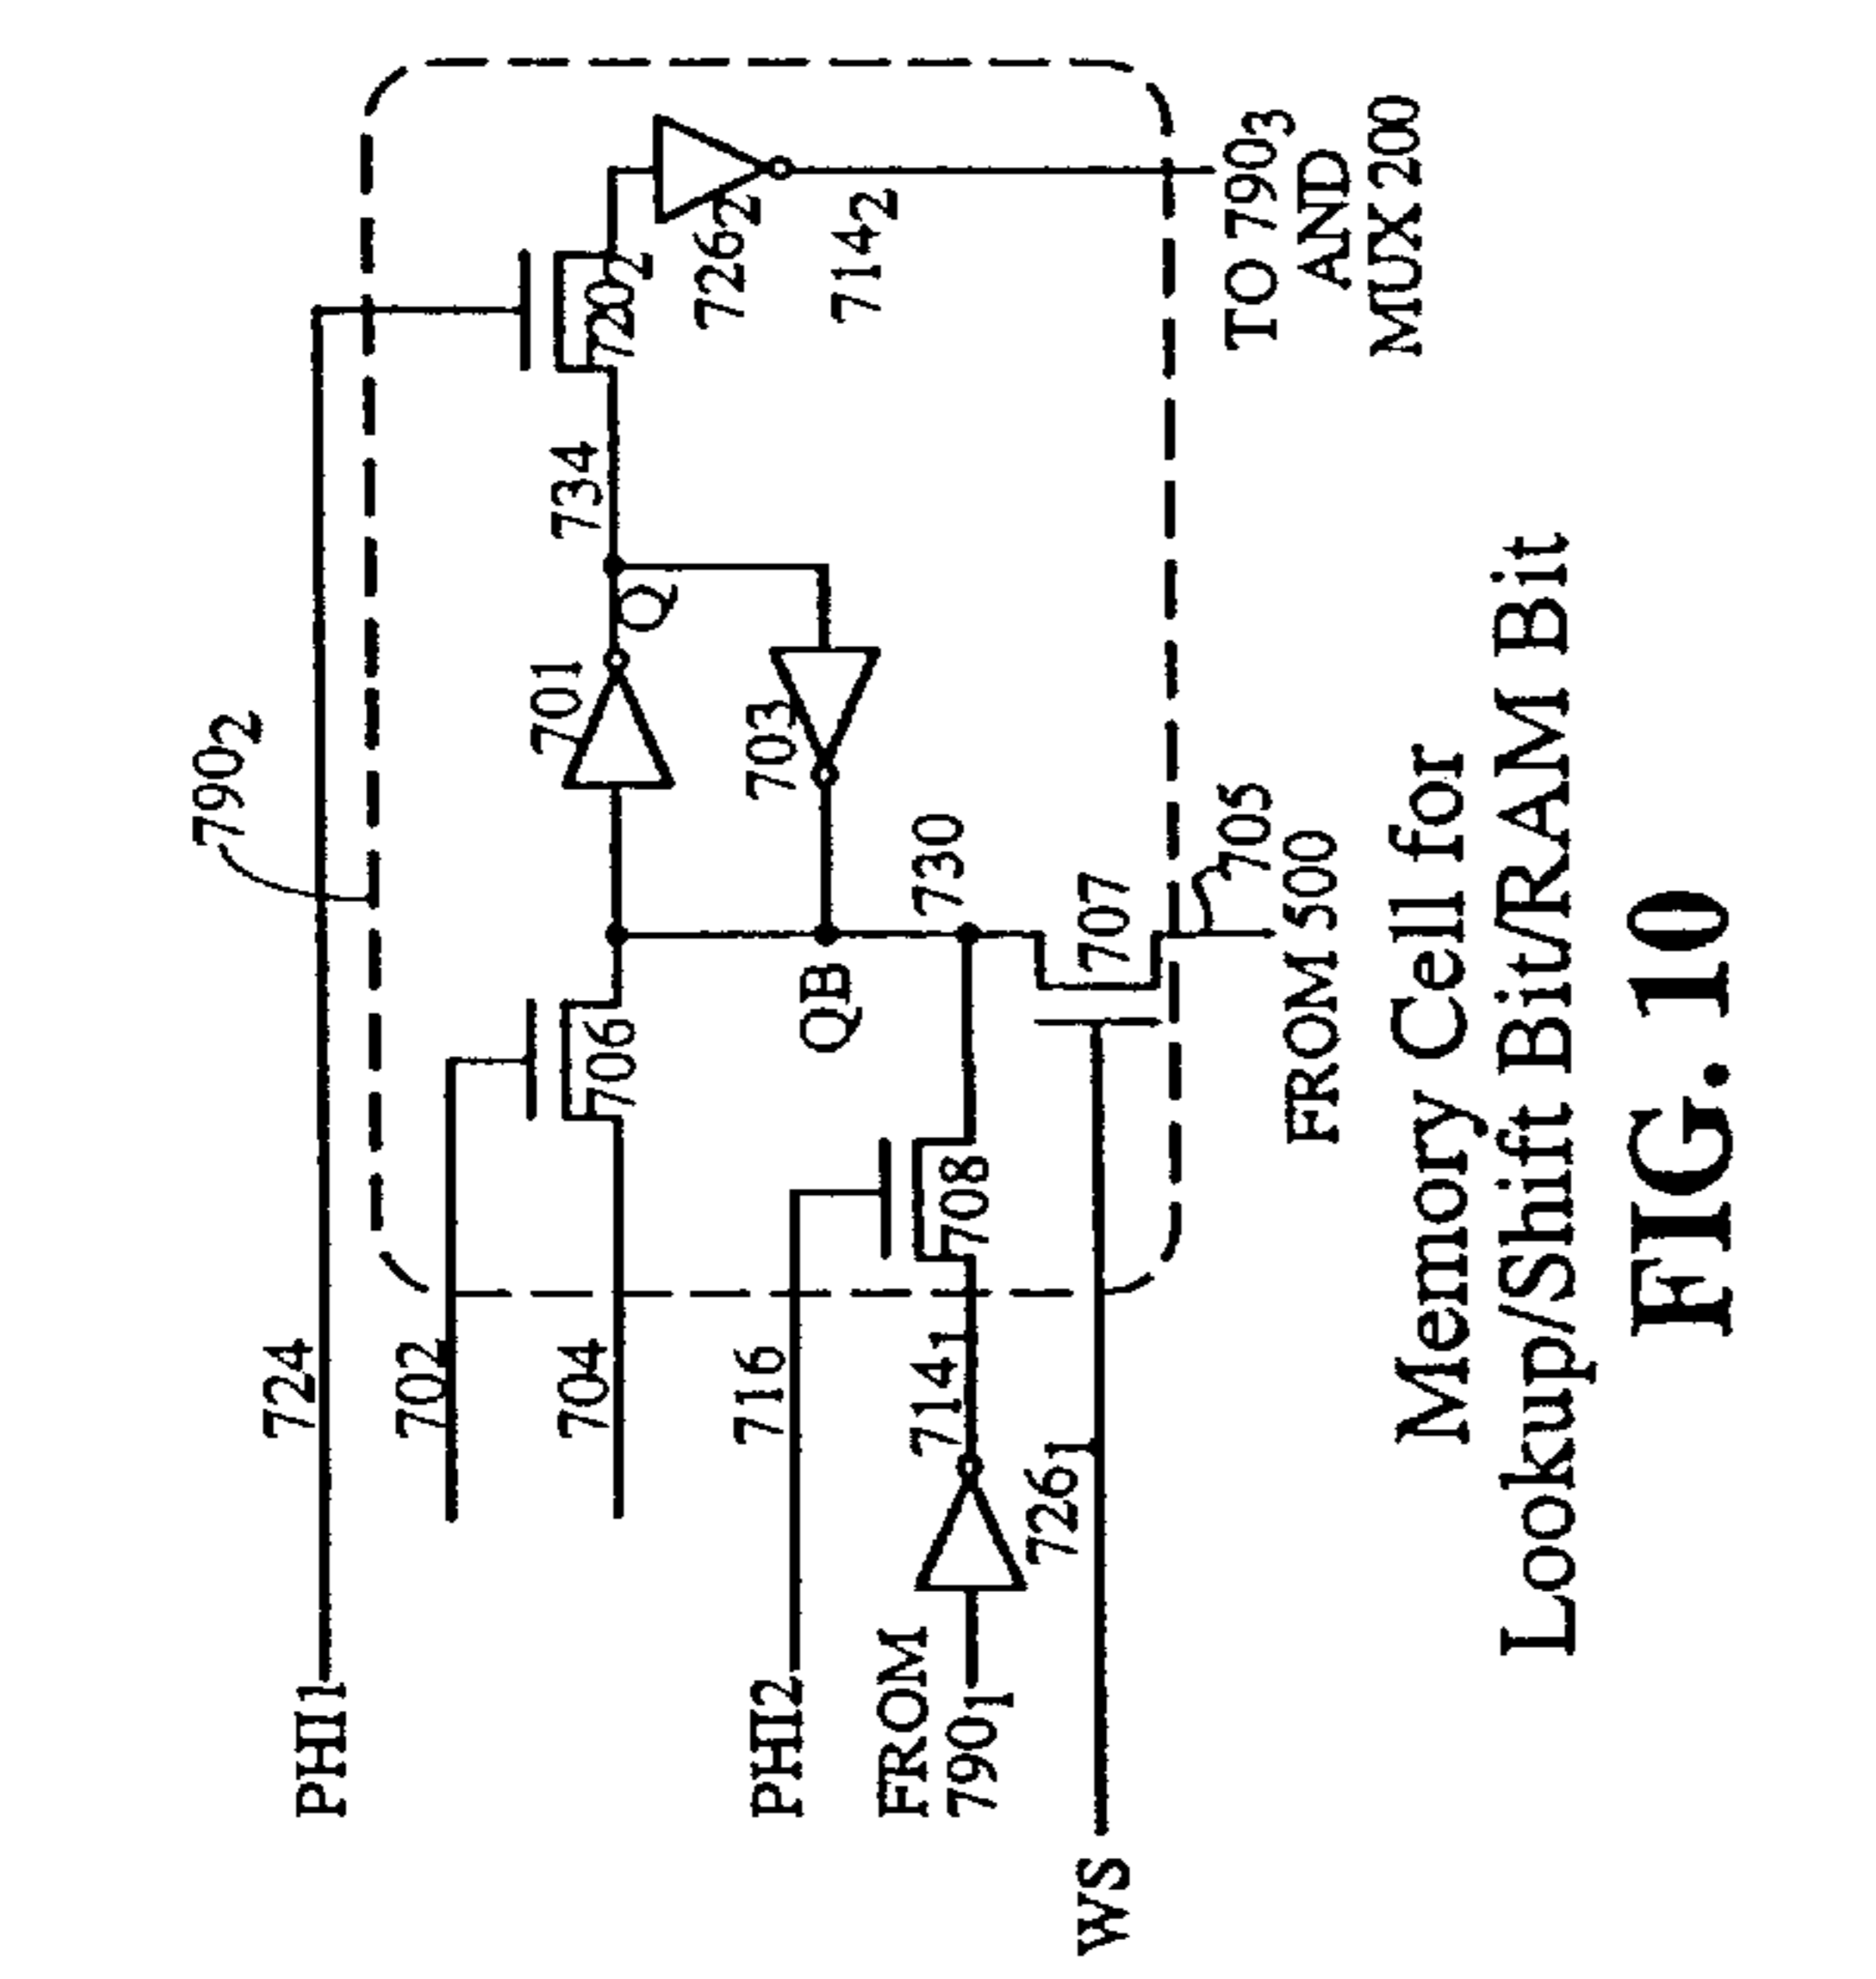 PHI1
724
790₂
702
704
706
701
Q
734
720₂
726₂
714₂
703
QB
730
PHI2
716
708
714₁
FROM
790₁
726₁
WS
707
705
FROM 500
TO 790₃
AND
MUX 200
Memory Cell for
Lookup/Shift Bit/RAM Bit
FIG. 10